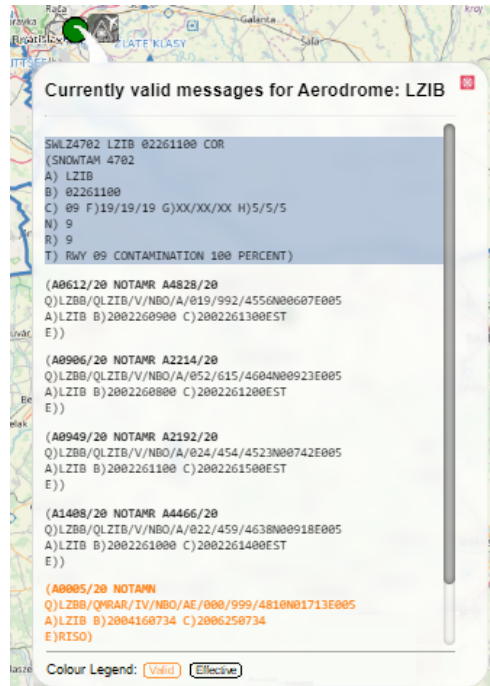 Rača
Galanta
ZLATE KLASY
Šaľa
Currently valid messages for Aerodrome: LZIB
SWLZ4702 LZIB 02261100 COR
(SNOWTAM 4702
A) LZIB
B) 02261100
C) 09 F)19/19/19 G)XX/XX/XX H)5/5/5
N) 9
R) 9
T) RWY 09 CONTAMINATION 100 PERCENT)
(A0612/20 NOTAMR A4828/20
Q)LZBB/QLZIB/V/NBO/A/019/992/4556N00607E005
A)LZIB B)2002260900 C)2002261300EST
E))
(A0906/20 NOTAMR A2214/20
Q)LZBB/QLZIB/V/NBO/A/052/615/4604N00923E005
A)LZIB B)2002260800 C)2002261200EST
E))
(A0949/20 NOTAMR A2192/20
Q)LZBB/QLZIB/V/NBO/A/024/454/4523N00742E005
A)LZIB B)2002261100 C)2002261500EST
E))
(A1408/20 NOTAMR A4466/20
Q)LZBB/QLZIB/V/NBO/A/022/459/4638N00918E005
A)LZIB B)2002261000 C)2002261400EST
E))
(A0005/20 NOTAMN
Q)LZBB/QMRAR/IV/NBO/AE/000/999/4810N01713E005
A)LZIB B)2004160734 C)2006250734
E)RISO)
Colour Legend: Valid Effective